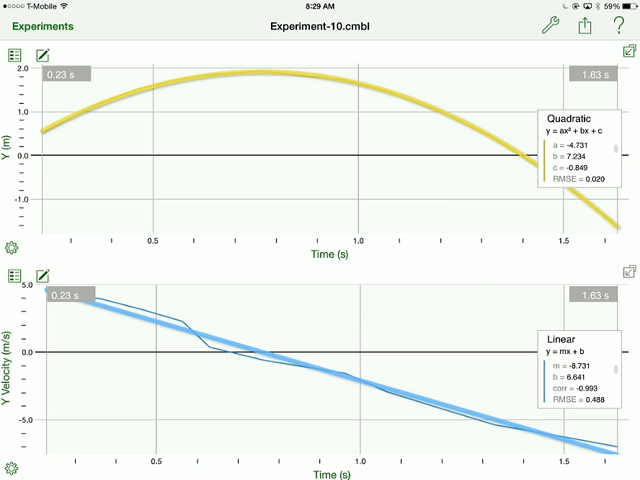 T-Mobile
8:29 AM
59%
Experiments
Experiment-10.cmbl
?
2.0
0.23 s
1.63 s
1.0
0.0
-1.0
Y (m)
Quadratic
y = ax² + bx + c
a = -4.731
b = 7.234
c = -0.849
RMSE = 0.020
0.5
1.0
1.5
Time (s)
5.0
0.23 s
1.63 s
0.0
-5.0
Y Velocity (m/s)
Linear
y = mx + b
m = -8.731
b = 6.641
corr = -0.993
RMSE = 0.488
0.5
1.0
1.5
Time (s)